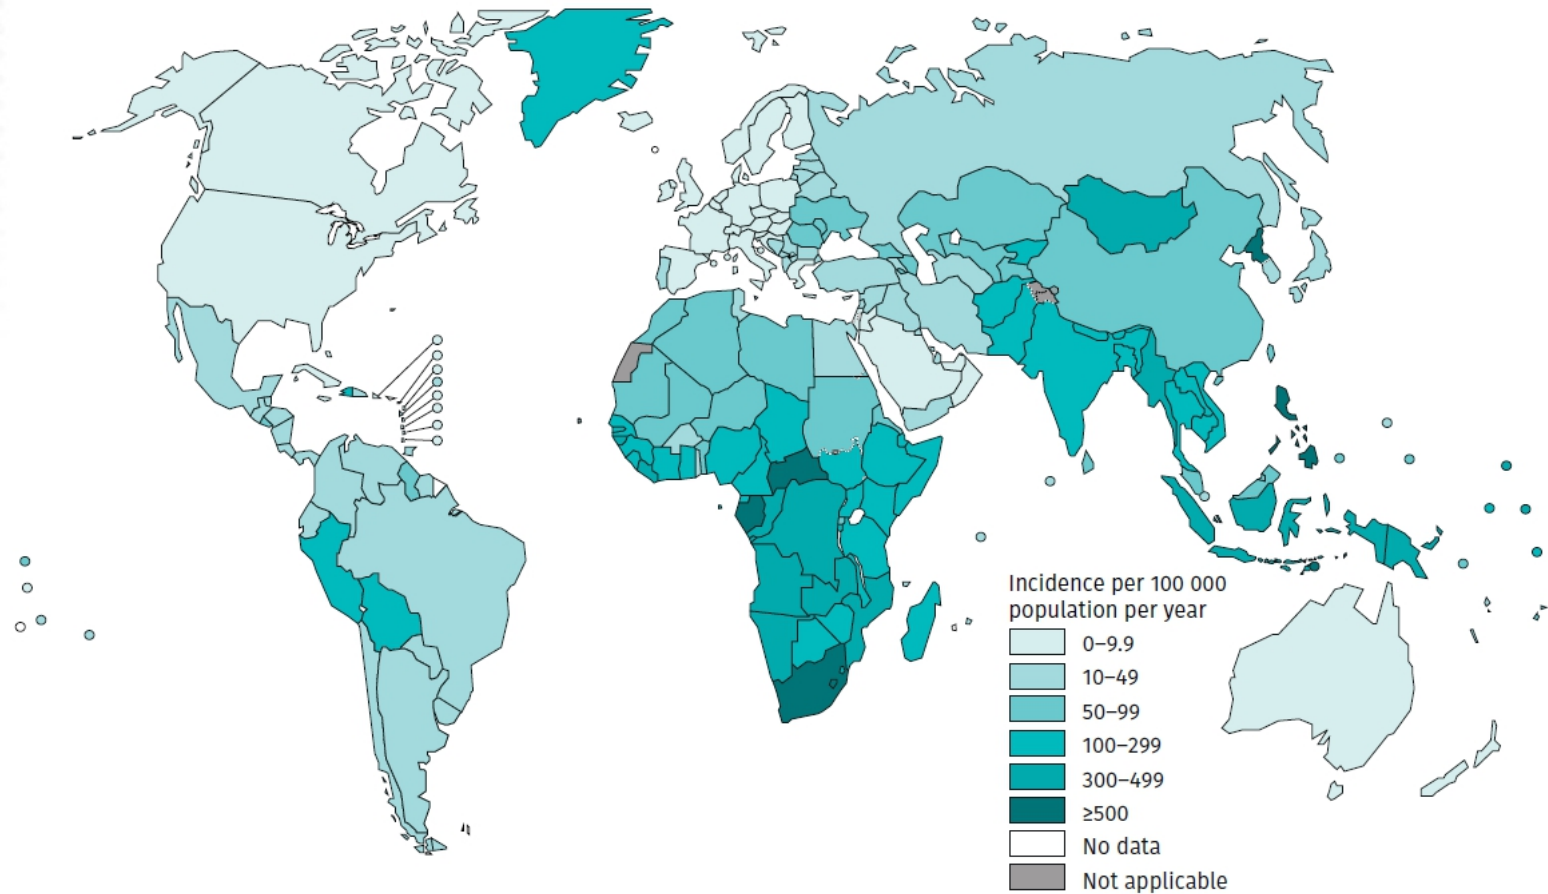 Incidence per 100 000
population per year
0–9.9
10–49
50–99
100–299
300–499
≥500
No data
Not applicable